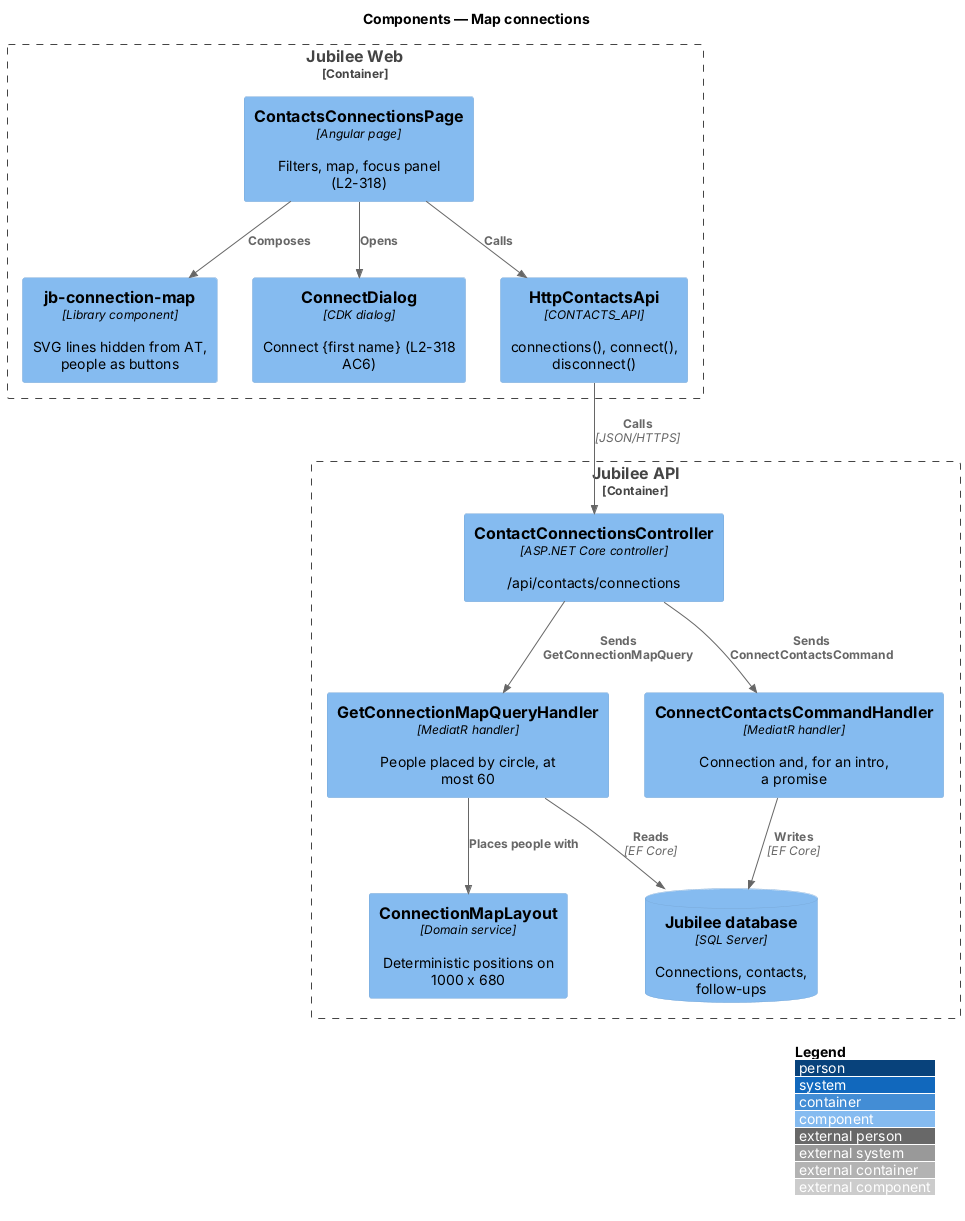 Components — Map connections
Jubilee Web
[Container]
ContactsConnectionsPage
[Angular page]
Filters, map, focus panel
(L2-318)
Composes
Opens
Calls
jb-connection-map
[Library component]
SVG lines hidden from AT,
people as buttons
ConnectDialog
[CDK dialog]
Connect {first name} (L2-318
AC6)
HttpContactsApi
[CONTACTS_API]
connections(), connect(),
disconnect()
Calls
[JSON/HTTPS]
Jubilee API
[Container]
ContactConnectionsController
[ASP.NET Core controller]
/api/contacts/connections
Sends
GetConnectionMapQuery
Sends
ConnectContactsCommand
GetConnectionMapQueryHandler
[MediatR handler]
People placed by circle, at
most 60
ConnectContactsCommandHandler
[MediatR handler]
Connection and, for an intro,
a promise
Places people with
Reads
[EF Core]
Writes
[EF Core]
ConnectionMapLayout
[Domain service]
Deterministic positions on
1000 x 680
Jubilee database
[SQL Server]
Connections, contacts,
follow-ups
Legend
person
system
container
component
external person
external system
external container
external component